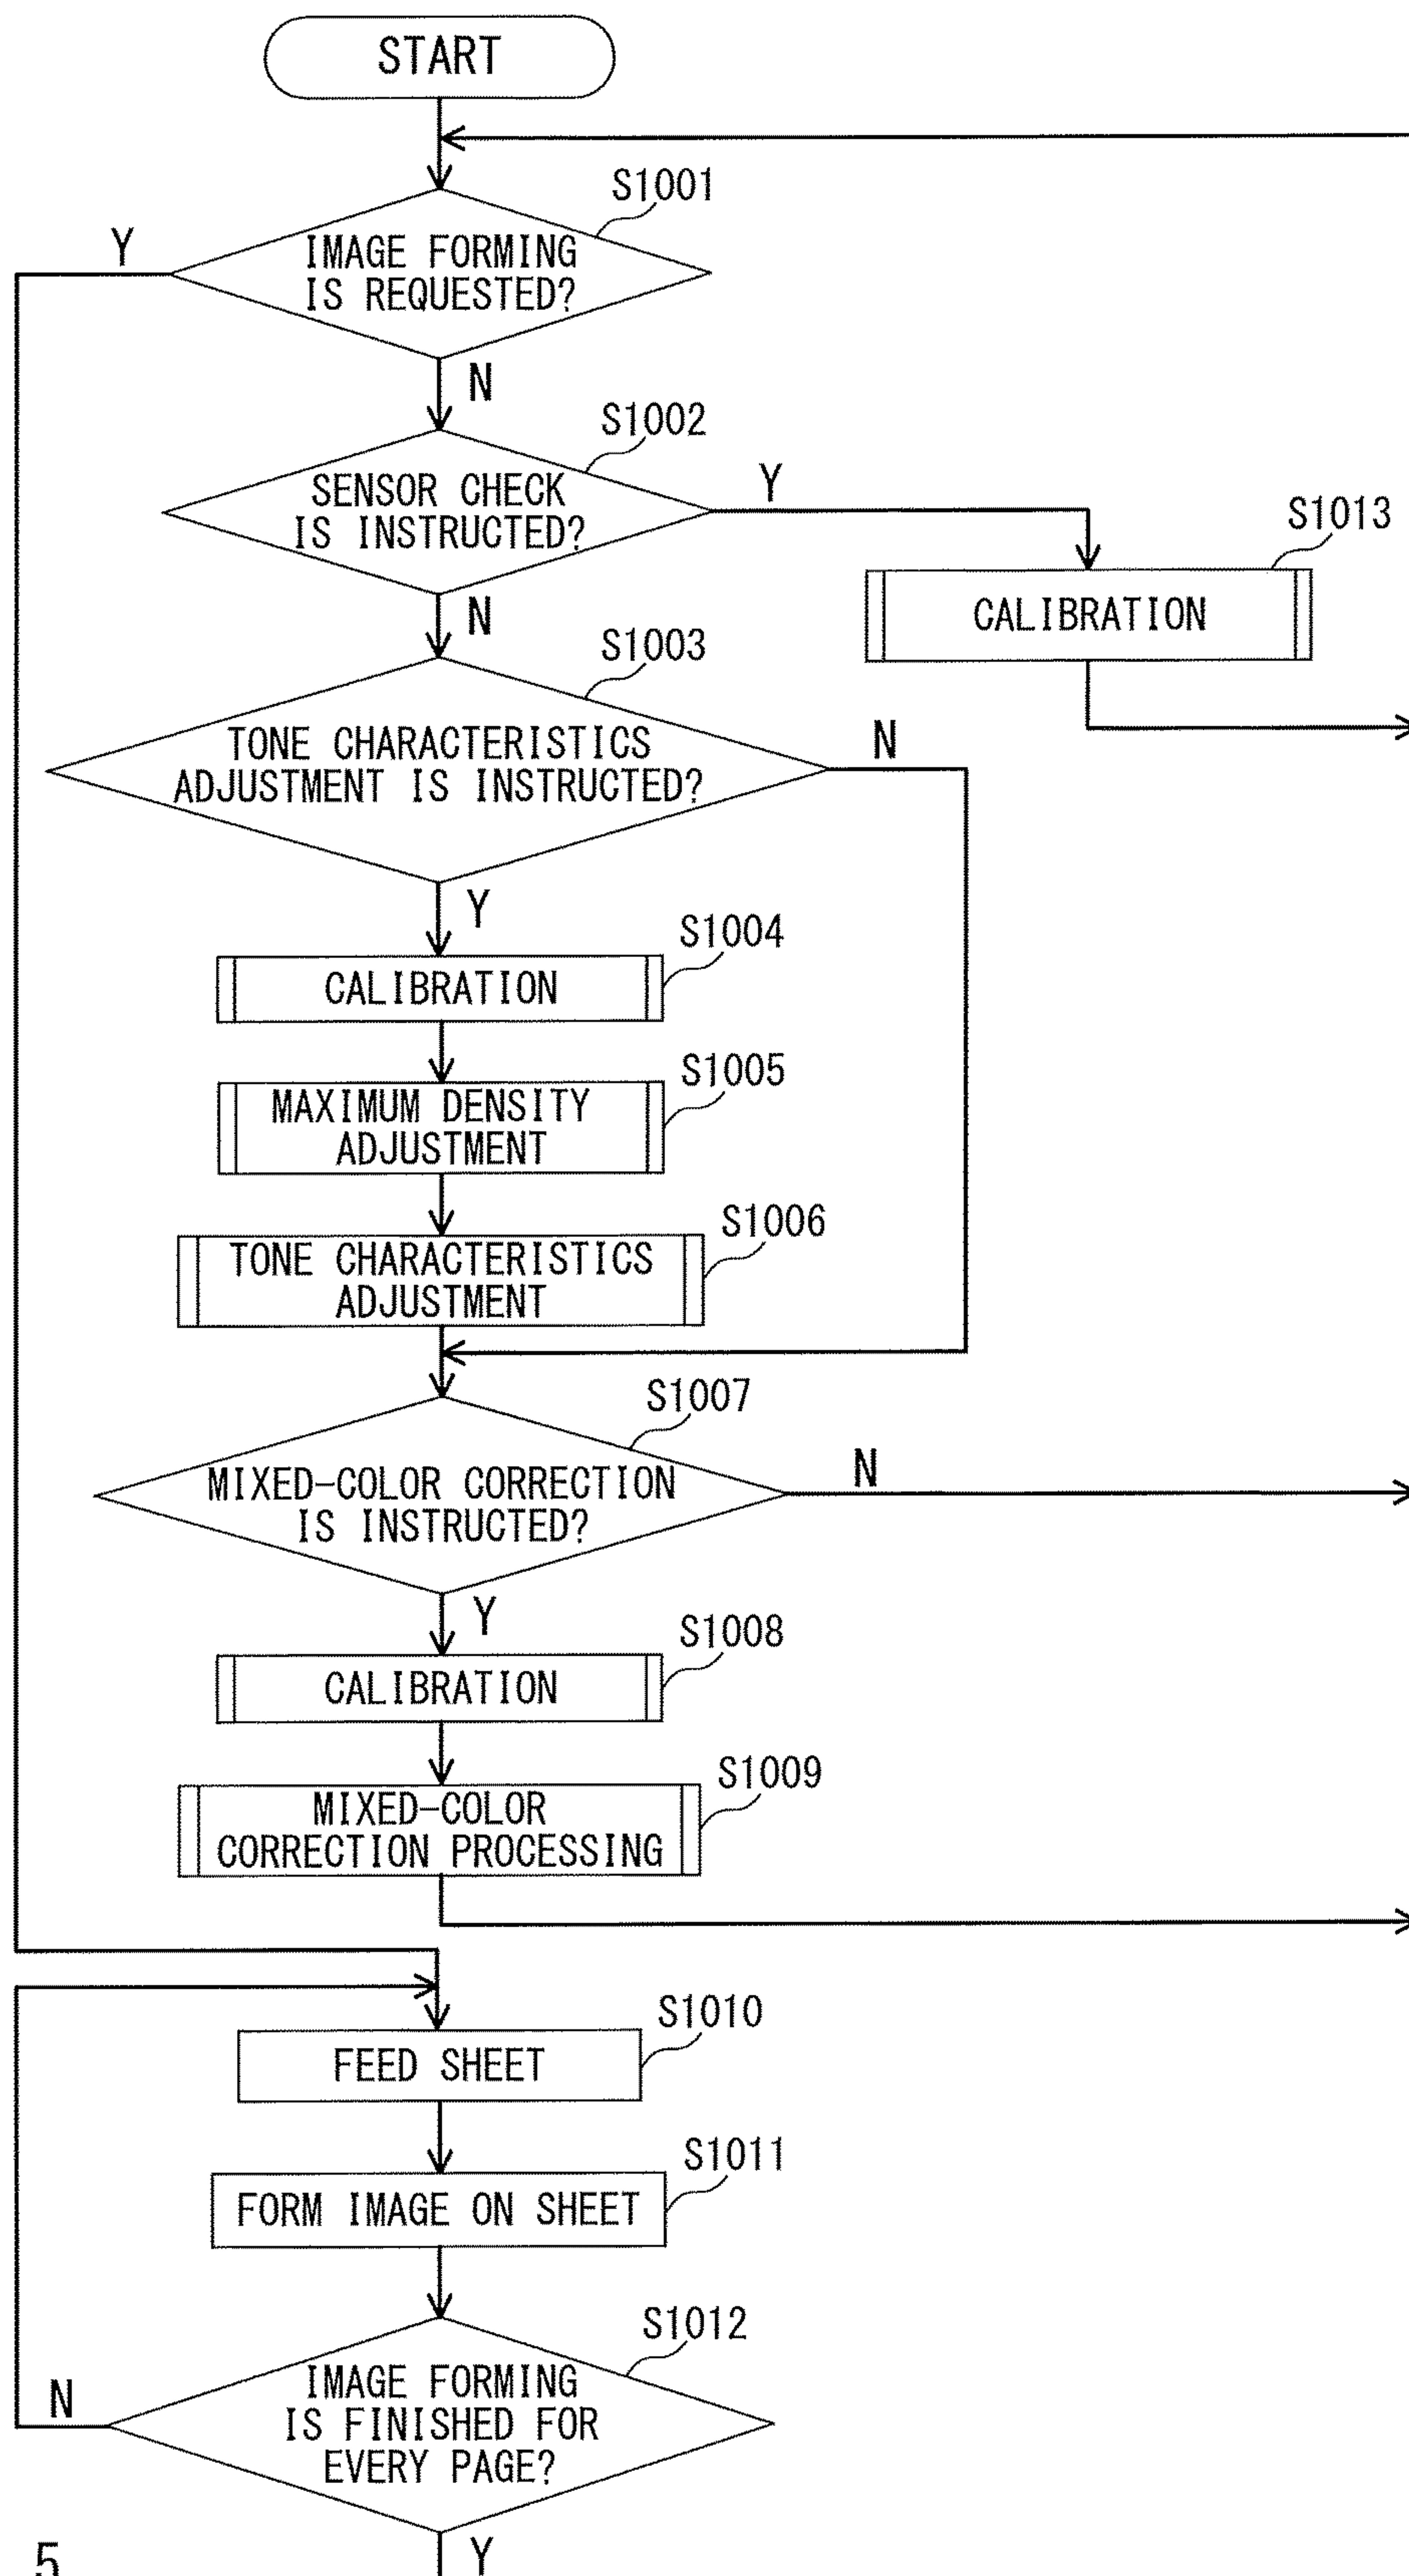 START
S1001
Y
IMAGE FORMING
IS REQUESTED?
N
S1002
SENSOR CHECK
IS INSTRUCTED?
Y
S1013
CALIBRATION
N
S1003
TONE CHARACTERISTICS
ADJUSTMENT IS INSTRUCTED?
N
Y
S1004
CALIBRATION
S1005
MAXIMUM DENSITY
ADJUSTMENT
S1006
TONE CHARACTERISTICS
ADJUSTMENT
S1007
MIXED-COLOR CORRECTION
IS INSTRUCTED?
N
Y
S1008
CALIBRATION
S1009
MIXED-COLOR
CORRECTION PROCESSING
S1010
FEED SHEET
S1011
FORM IMAGE ON SHEET
S1012
IMAGE FORMING
IS FINISHED FOR
EVERY PAGE?
N
Y
5